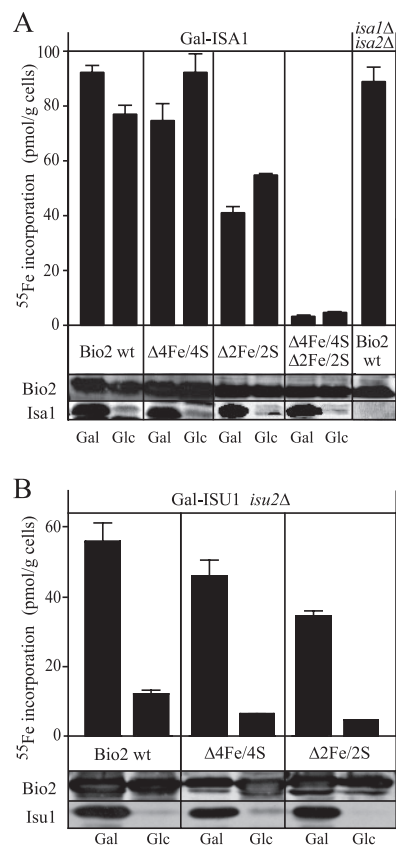 A
Gal-ISA1
isa1Δ
isa2Δ
55Fe incorporation (pmol/g cells)
100
80
60
40
20
0
Bio2 wt
Δ4Fe/4S
Δ2Fe/2S
Δ4Fe/4S
Δ2Fe/2S
Bio2
wt
Bio2
Isa1
Gal Glc Gal Glc Gal Glc Gal Glc
B
Gal-ISU1 isu2Δ
55Fe incorporation (pmol/g cells)
60
40
20
0
Bio2 wt
Δ4Fe/4S
Δ2Fe/2S
Bio2
Isu1
Gal Glc Gal Glc Gal Glc